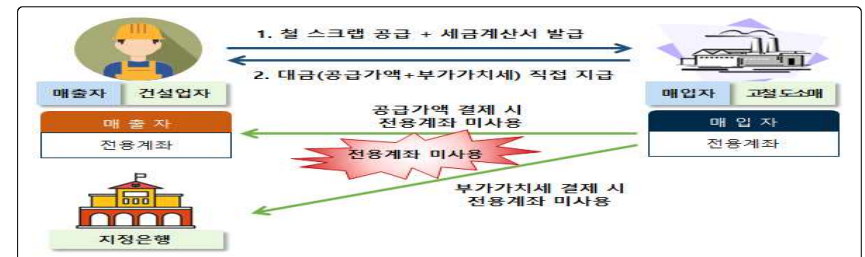 1. 철 스크랩 공급 + 세금계산서 발급
2. 대금(공급가액+부가가치세) 직접 지급
매출자 건설업자
매입자 고철도소매
공급가액 결제 시
전용계좌 미사용
매 출 자
전용계좌
매 입 자
전용계좌
전용계좌 미사용
부가가치세 결제 시
전용계좌 미사용
지정은행